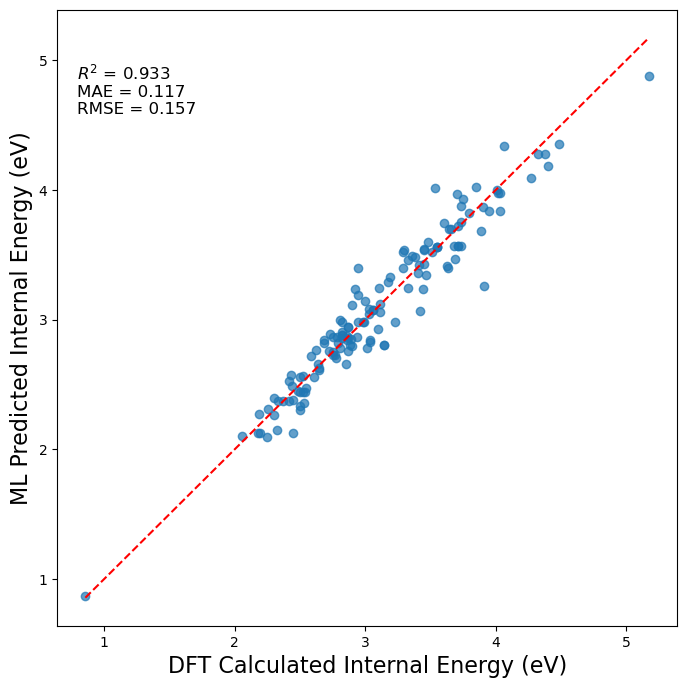 R² = 0.933
MAE = 0.117
RMSE = 0.157
ML Predicted Internal Energy (eV)
5
4
3
2
1
1 2 3 4 5
DFT Calculated Internal Energy (eV)